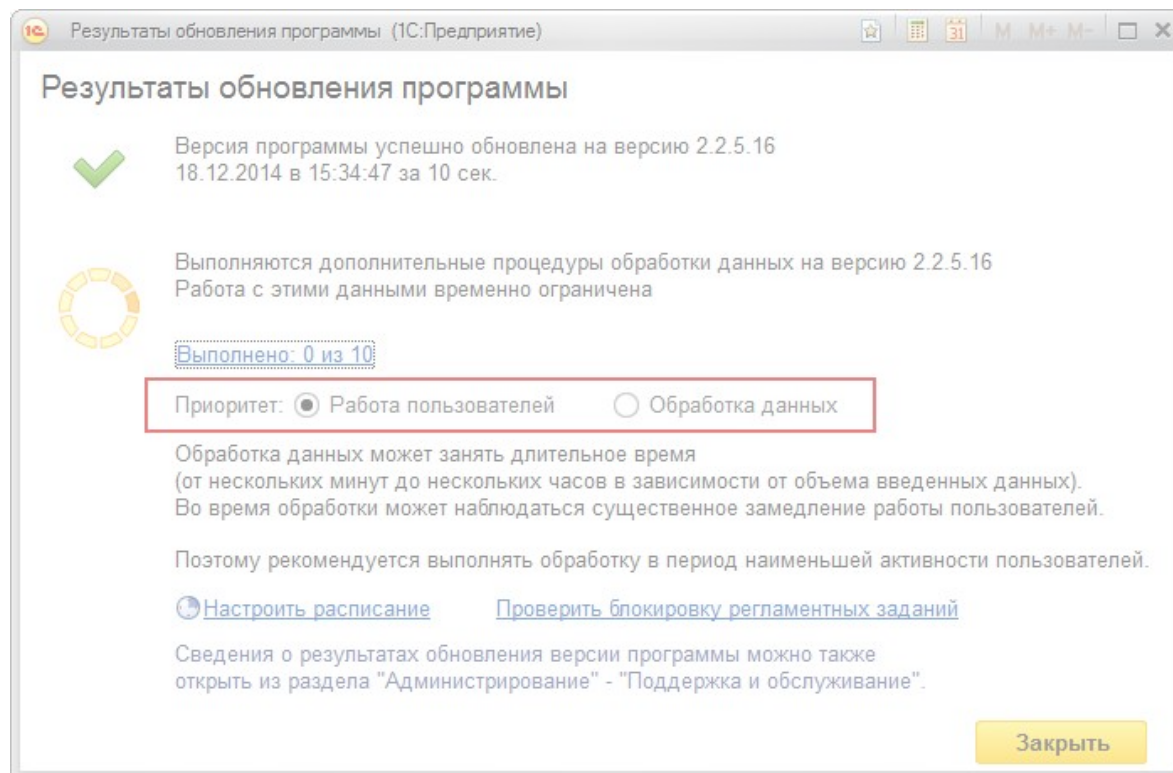 1С Результаты обновления программы (1С:Предприятие) 31 M M+ M-
Результаты обновления программы
Версия программы успешно обновлена на версию 2.2.5.16
18.12.2014 в 15:34:47 за 10 сек.
Выполняются дополнительные процедуры обработки данных на версию 2.2.5.16
Работа с этими данными временно ограничена
Выполнено: 0 из 10
Приоритет: Работа пользователей Обработка данных
Обработка данных может занять длительное время
(от нескольких минут до нескольких часов в зависимости от объема введенных данных).
Во время обработки может наблюдаться существенное замедление работы пользователей.
Поэтому рекомендуется выполнять обработку в период наименьшей активности пользователей.
Настроить расписание Проверить блокировку регламентных заданий
Сведения о результатах обновления версии программы можно также
открыть из раздела "Администрирование" - "Поддержка и обслуживание".
Закрыть